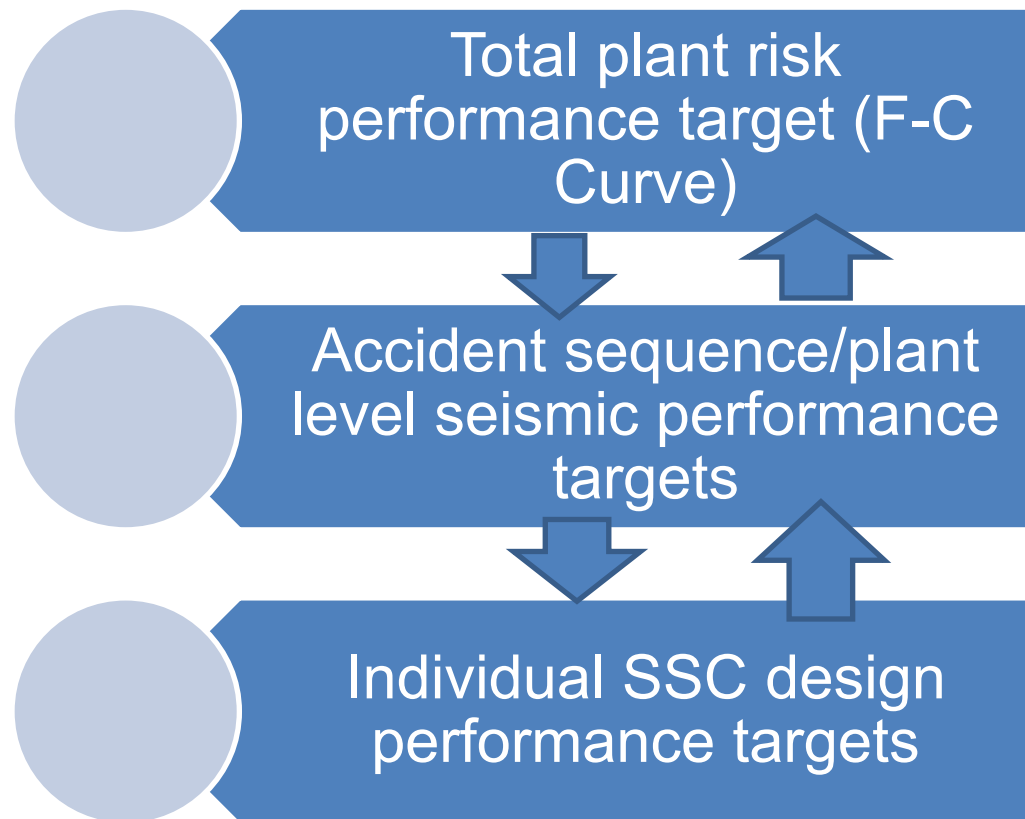 Total plant risk
performance target (F-C
Curve)
Accident sequence/plant
level seismic performance
targets
Individual SSC design
performance targets